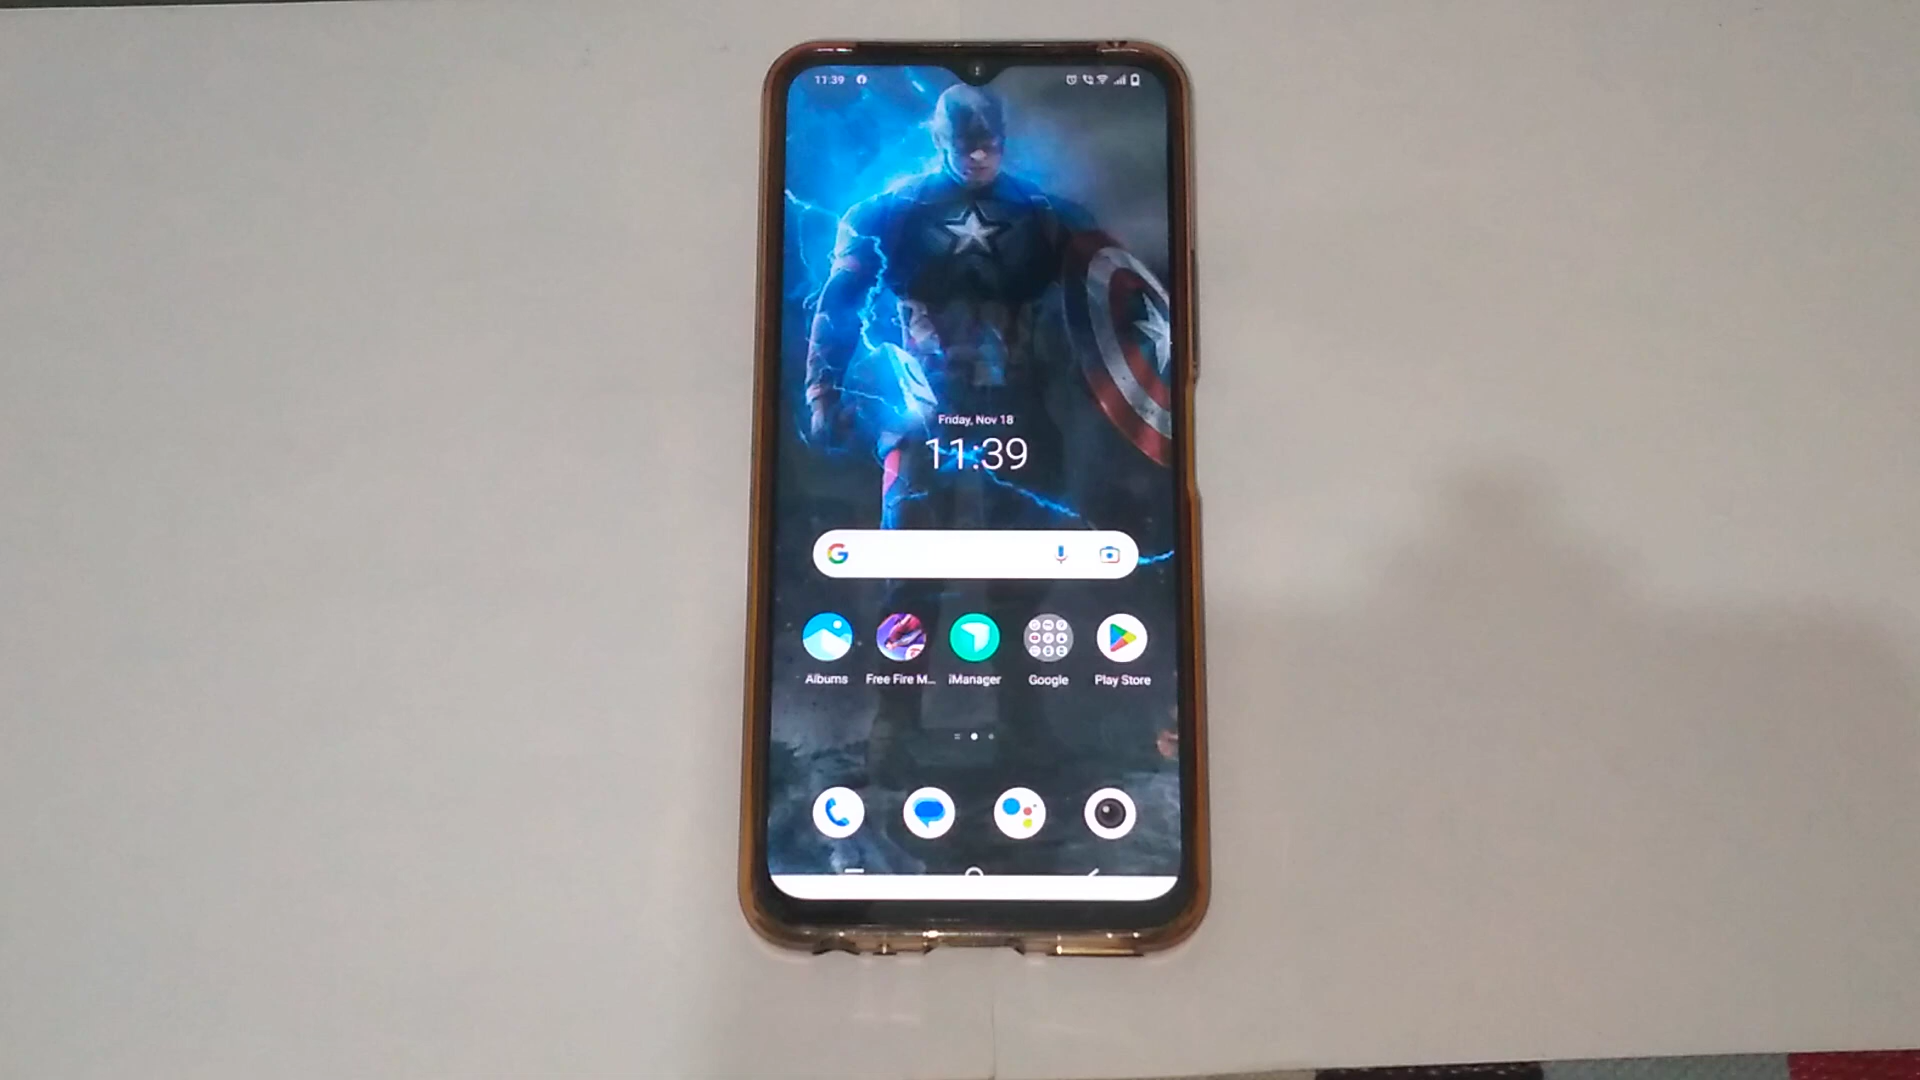 11:39
Friday, Nov 18
11:39
G
Albums
Free Fire M...
iManager
Google
Play Store